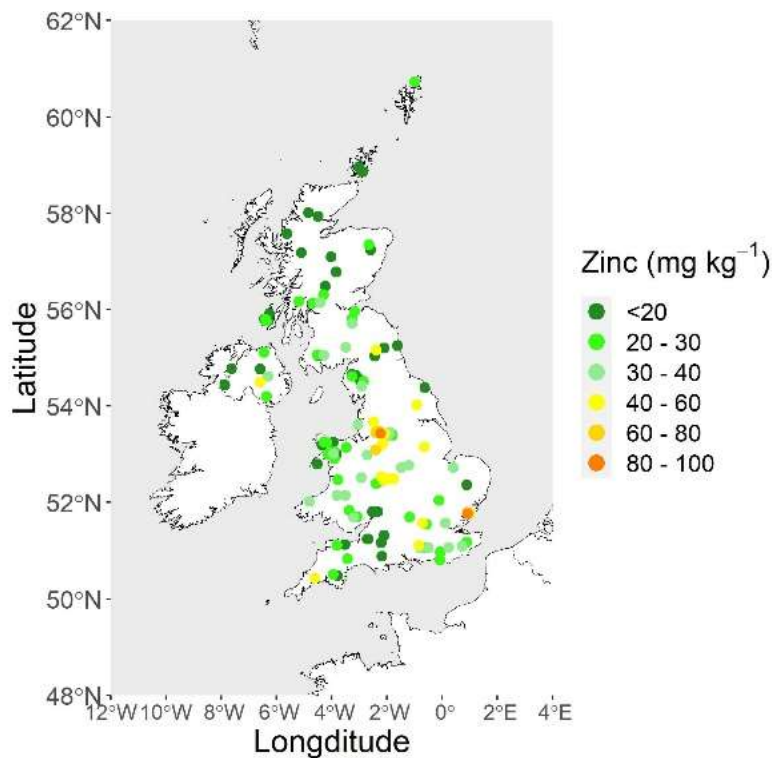 62°N
60°N
58°N
56°N
54°N
52°N
50°N
48°N
Latitude
12°W 10°W 8°W 6°W 4°W 2°W 0° 2°E 4°E
Longditude
Zinc (mg kg⁻¹)
<20
20 - 30
30 - 40
40 - 60
60 - 80
80 - 100